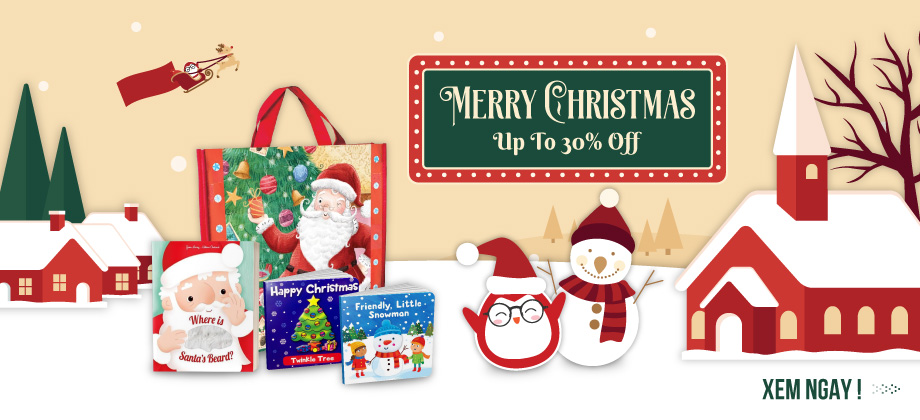 MERRY CHRISTMAS
Up To 30% Off
Where is
Santa's Beard?
Happy Christmas
Twinkle Tree
Friendly, Little
Snowman
XEM NGAY !